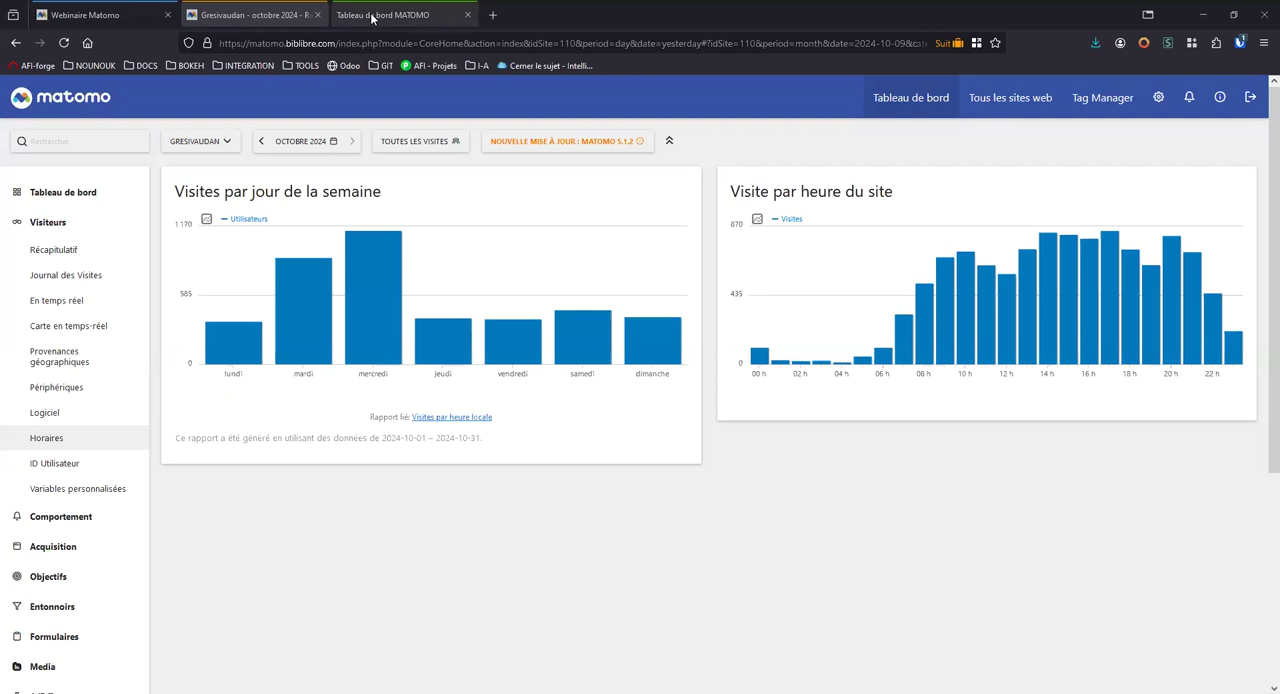 Webinaire Matomo
Gresivaudan - octobre 2024 - R
Tableau de bord MATOMO
https://matomo.biblibre.com/index.php?module=CoreHome&action=index&idSite=110&period=day&date=yesterday#?idSite=110&period=month&date=2024-10-09&cate
Suit
AFI-forge
NOUNOUK
DOCS
BOKEH
INTEGRATION
TOOLS
Odoo
GIT
AFI - Projets
I-A
Cerner le sujet - Intelli...
matomo
Tableau de bord
Tous les sites web
Tag Manager
Rechercher
GRESIVAUDAN
OCTOBRE 2024
TOUTES LES VISITES
NOUVELLE MISE À JOUR : MATOMO 5.1.2
Tableau de bord
Visiteurs
Récapitulatif
Journal des Visites
En temps réel
Carte en temps-réel
Provenances
géographiques
Périphériques
Logiciel
Horaires
ID Utilisateur
Variables personnalisées
Comportement
Acquisition
Objectifs
Entonnoirs
Formulaires
Media
Visites par jour de la semaine
Utilisateurs
1 170
585
0
lundi mardi mercredi jeudi vendredi samedi dimanche
Rapport liés Visites par heure locale
Ce rapport a été généré en utilisant des données de 2024-10-01 – 2024-10-31.
Visite par heure du site
Visites
870
435
0
00 h 02 h 04 h 06 h 08 h 10 h 12 h 14 h 16 h 18 h 20 h 22 h